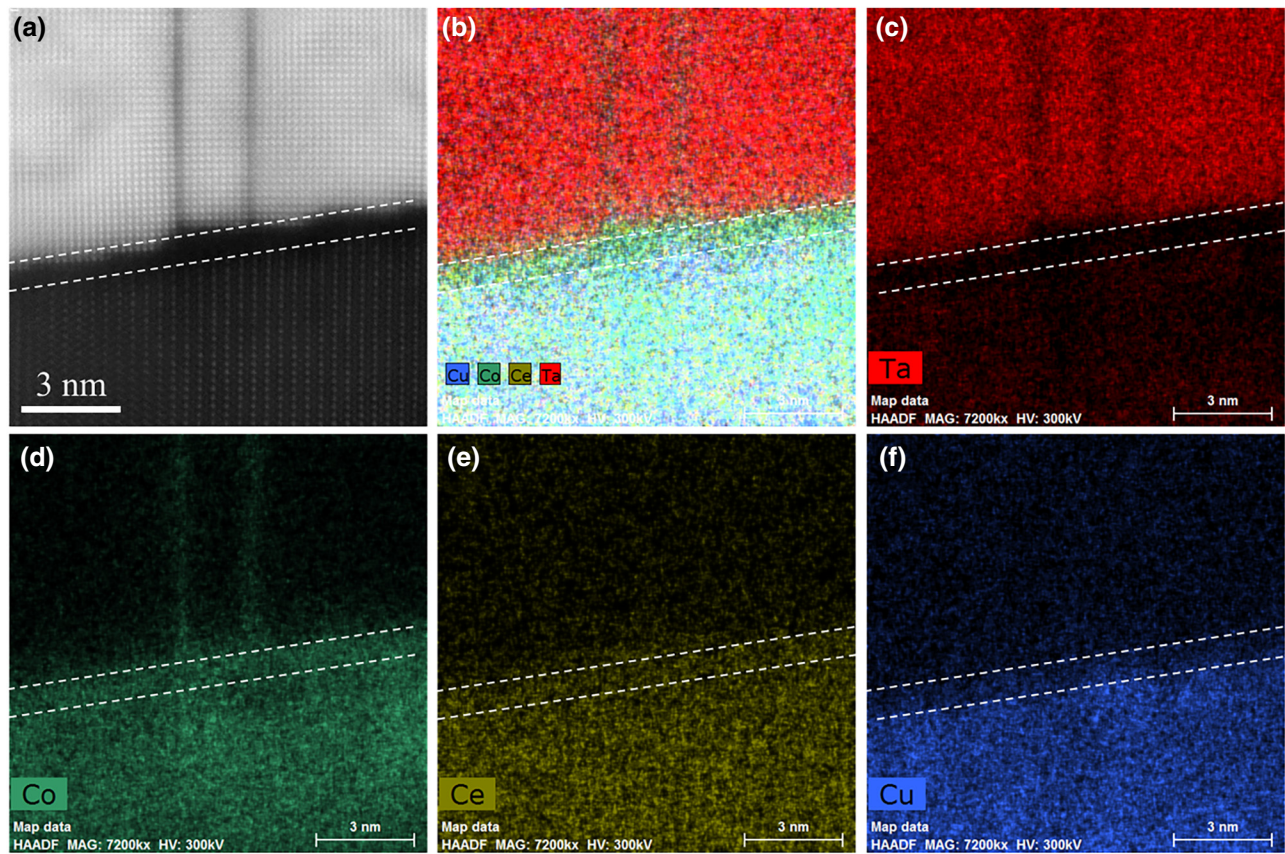 (a)
3 nm
(b)
Cu Co Ce Ta
Map data
3 nm
HAADF MAG: 7200kx HV: 300kV
(c)
Ta
Map data
3 nm
HAADF MAG: 7200kx HV: 300kV
(d)
Co
Map data
3 nm
HAADF MAG: 7200kx HV: 300kV
(e)
Ce
Map data
3 nm
HAADF MAG: 7200kx HV: 300kV
(f)
Cu
Map data
3 nm
HAADF MAG: 7200kx HV: 300kV